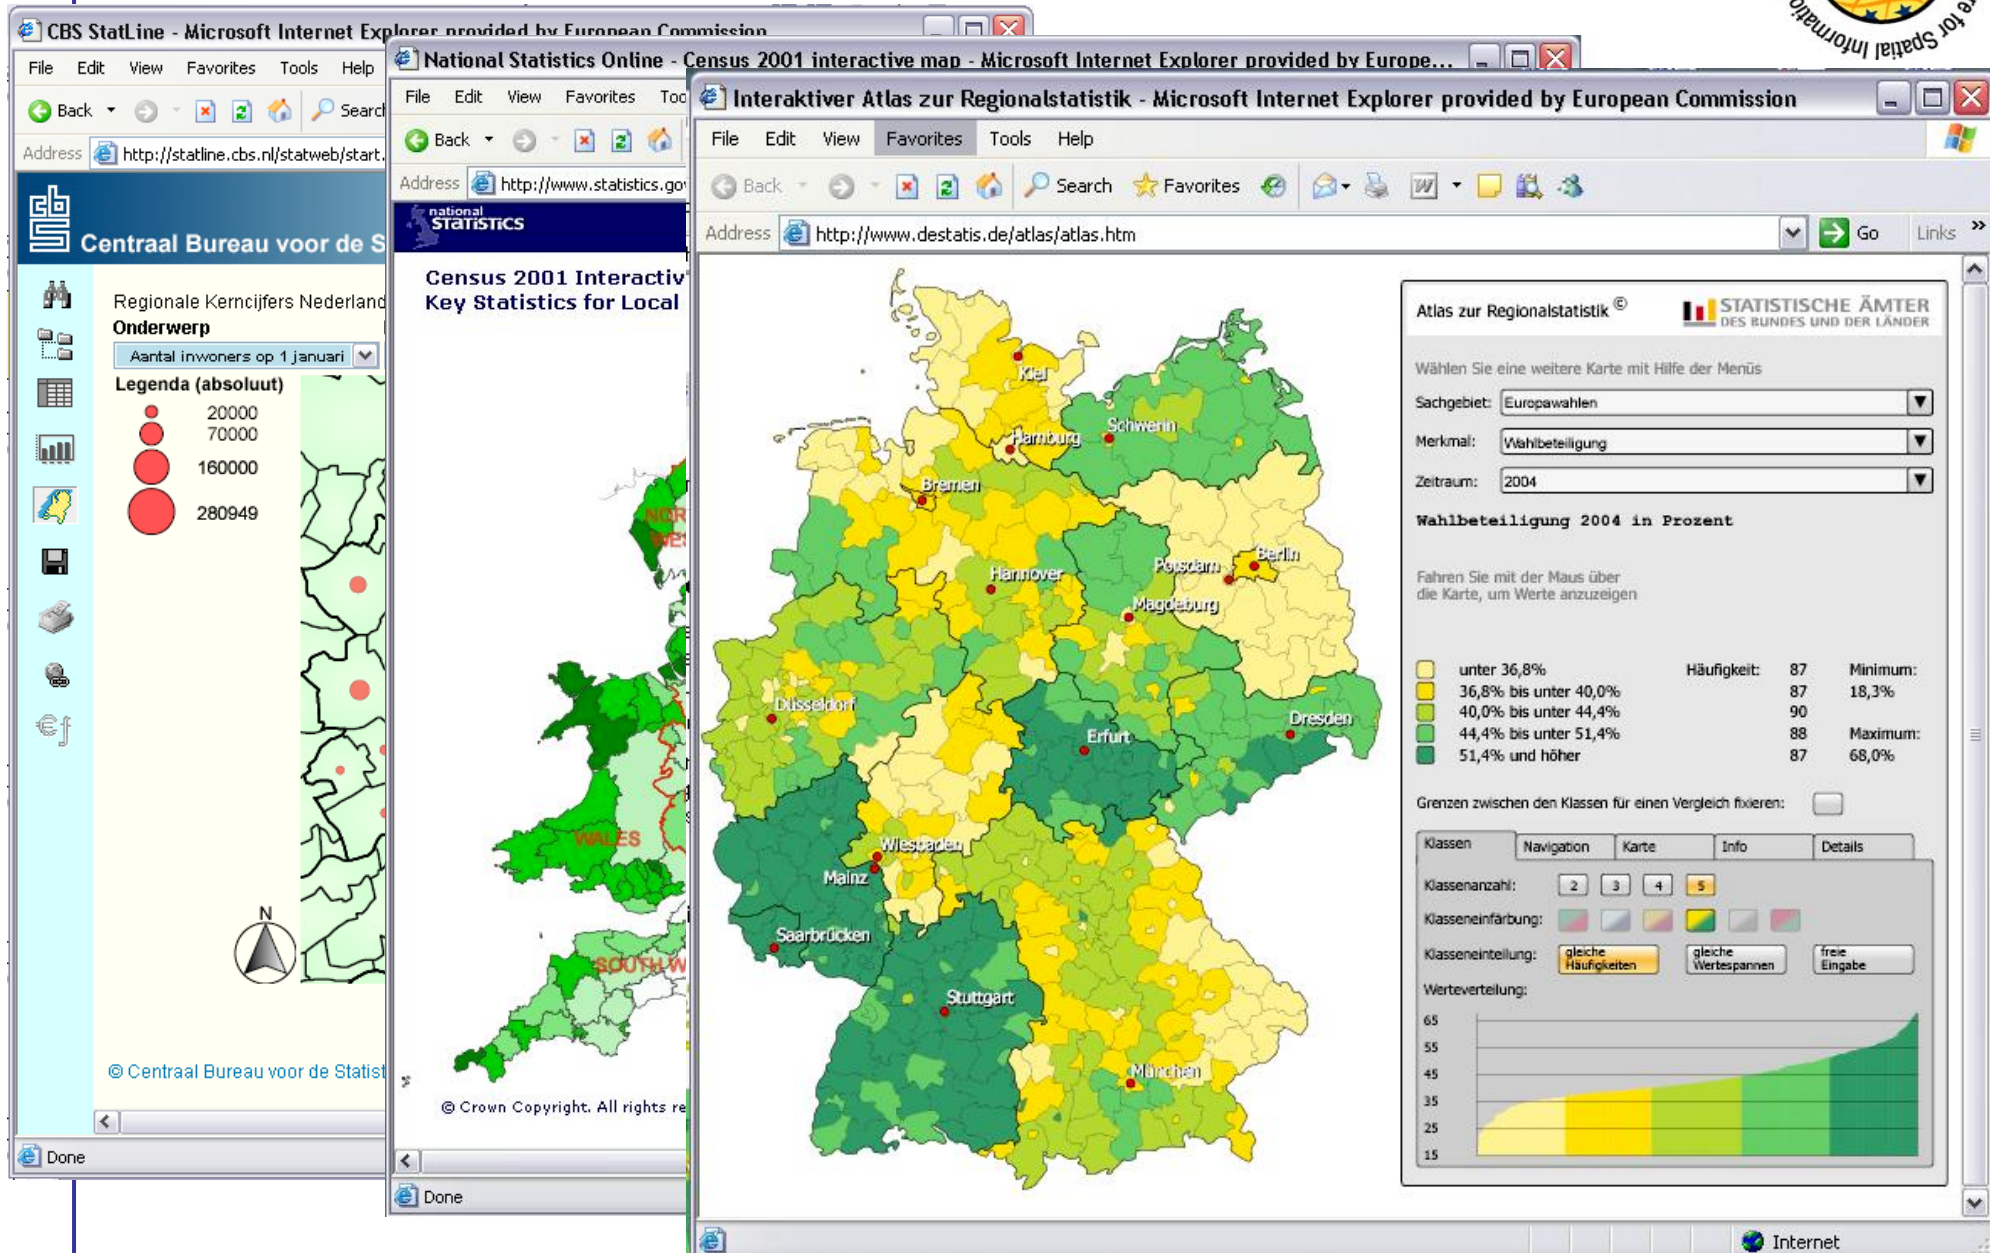 re for Spatial Informatio
CBS StatLine - Microsoft Internet Explorer provided by European Commission
File Edit View Favorites Tools Help
Back Search
Address http://statline.cbs.nl/statweb/start.
Centraal Bureau voor de S
Regionale Kerncijfers Nederland
Onderwerp
Aantal inwoners op 1 januari
Legenda (absoluut)
20000
70000
160000
280949
N
© Centraal Bureau voor de Statist
Done
National Statistics Online - Census 2001 interactive map - Microsoft Internet Explorer provided by Europe...
File Edit View Favorites Too
Back
Address http://www.statistics.gov
national
STATISTICS
Census 2001 Interactiv
Key Statistics for Local
NOR
WES
WALES
SOUTH W
© Crown Copyright. All rights re
Done
Interaktiver Atlas zur Regionalstatistik - Microsoft Internet Explorer provided by European Commission
File Edit View Favorites Tools Help
Back Search Favorites
Address http://www.destatis.de/atlas/atlas.htm Go Links »
Kiel
Schwerin
Hamburg
Bremen
Berlin
Potsdam
Hannover
Magdeburg
Düsseldorf
Dresden
Erfurt
Wiesbaden
Mainz
Saarbrücken
Stuttgart
München
Atlas zur Regionalstatistik © STATISTISCHE ÄMTER
DES BUNDES UND DER LÄNDER
Wählen Sie eine weitere Karte mit Hilfe der Menüs
Sachgebiet: Europawahlen
Merkmal: Wahlbeteiligung
Zeitraum: 2004
Wahlbeteiligung 2004 in Prozent
Fahren Sie mit der Maus über
die Karte, um Werte anzuzeigen
unter 36,8% Häufigkeit: 87 Minimum:
36,8% bis unter 40,0% 87 18,3%
40,0% bis unter 44,4% 90
44,4% bis unter 51,4% 88 Maximum:
51,4% und höher 87 68,0%
Grenzen zwischen den Klassen für einen Vergleich fixieren:
Klassen Navigation Karte Info Details
Klassenanzahl: 2 3 4 5
Klasseneinfärbung:
Klasseneinteilung: gleiche Häufigkeiten gleiche Wertespannen freie Eingabe
Werteverteilung:
65
55
45
35
25
15
Internet